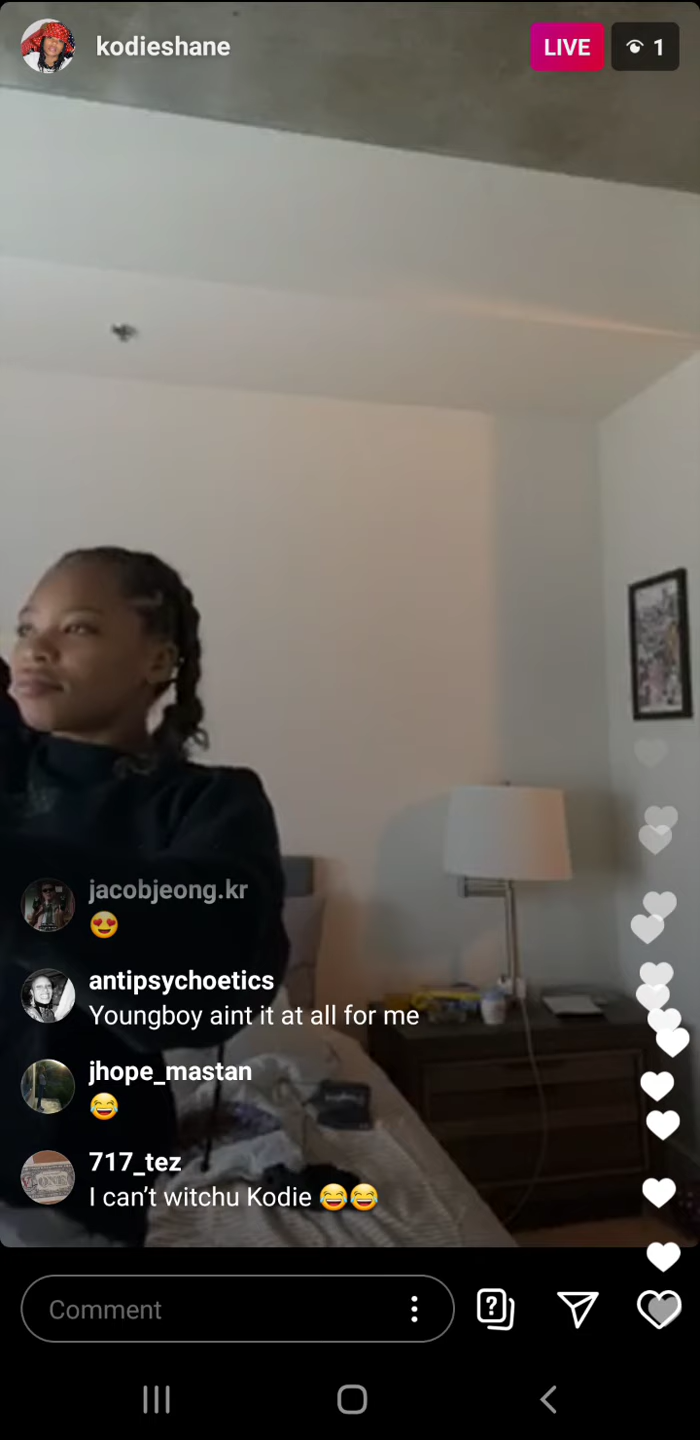 kodieshane
LIVE
1
jacobjeong.kr
😍
antipsychoetics
Youngboy aint it at all for me
jhope_mastan
😂
717_tez
I can't witchu Kodie 😂😂
Comment
?